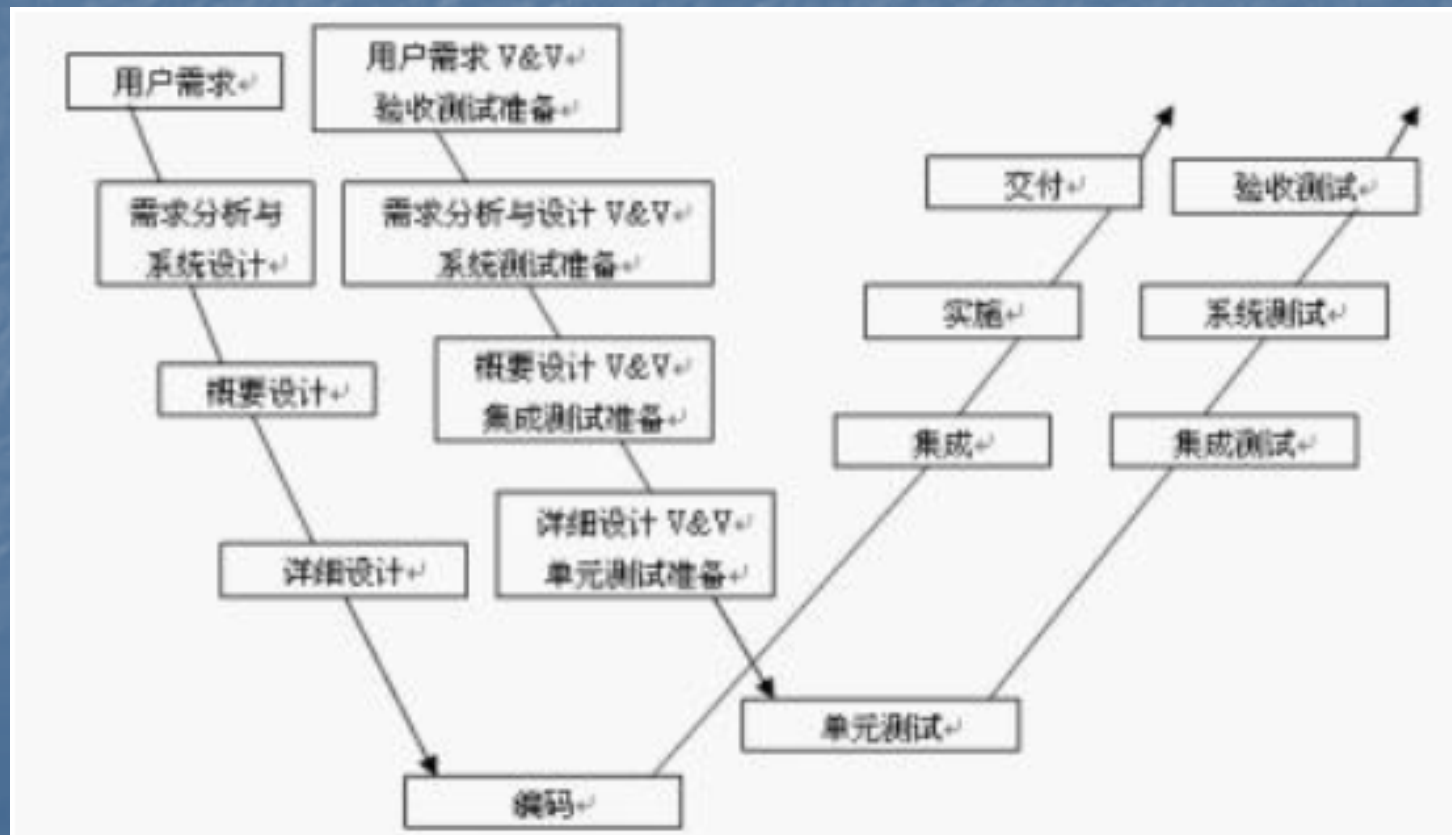 用户需求
用户需求 V&V
验收测试准备
需求分析与
系统设计
需求分析与设计 V&V
系统测试准备
交付
验收测试
实施
系统测试
概要设计
概要设计 V&V
集成测试准备
集成
集成测试
详细设计
详细设计 V&V
单元测试准备
单元测试
编码